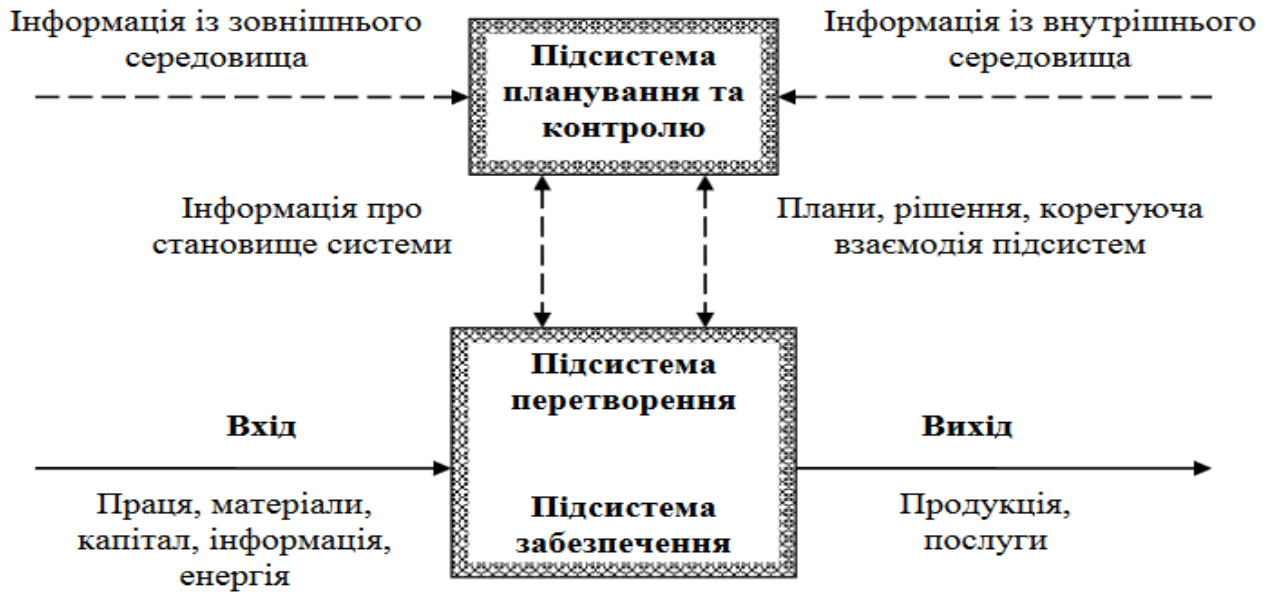 Інформація із зовнішнього
середовища
Підсистема
планування та
контролю
Інформація із внутрішнього
середовища
Інформація про
становище системи
Плани, рішення, корегуюча
взаємодія підсистем
Вхід
Праця, матеріали,
капітал, інформація,
енергія
Підсистема
перетворення
Підсистема
забезпечення
Вихід
Продукція,
послуги